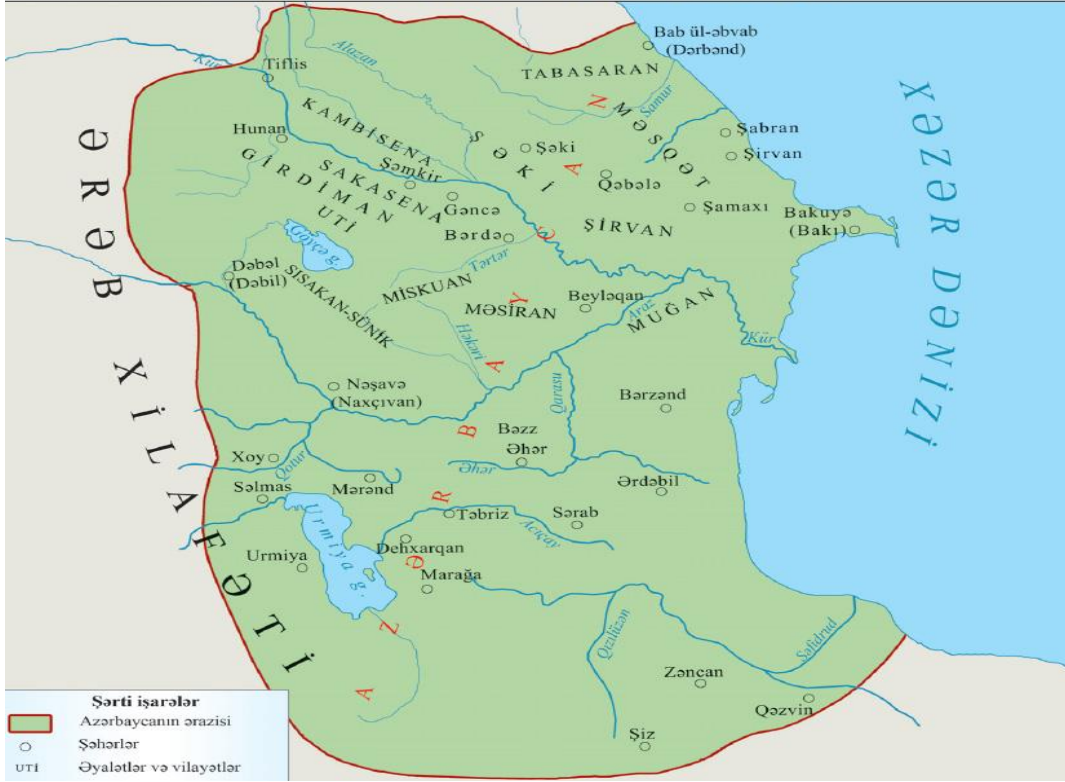 Bab ül-əbvab
(Dərbənd)
TABASARAN
Alazan
Kür
Tiflis
Samur
MƏSQƏT
KAMBİSENA
Hunan
Şabran
Şəki
Şirvan
ŞƏKİ
GİRDİMAN
SAKASENA
Şəmkir
Qəbələ
Gəncə
Şamaxı
UTİ
ŞİRVAN
Bakuyə
(Bakı)
Bərdə
Göyçə g.
Tərtər
Dəbəl
(Dəbil)
SISAKAN-SÜNİK
MİSKUAN
MƏSİRAN
Beyləqan
Araz
MUĞAN
Həkəri
Kür
Nəşavə
(Naxçıvan)
Qarasu
Bərzənd
Bəzz
Əhər
Xoy
Qotur
Əhər
Səlmas
Mərənd
Ərdəbil
Təbriz
Sərab
Acıçay
Urmiya g.
Dehxarqan
Urmiya
Marağa
Qızılüzən
Səfidrud
Zəncan
Qəzvin
Şiz
AZƏRBAYCAN
ƏRƏB XİLAFƏTİ
XƏZƏR DƏNİZİ
Şərti işarələr
Azərbaycanın ərazisi
Şəhərlər
UTİ Əyalətlər və vilayətlər